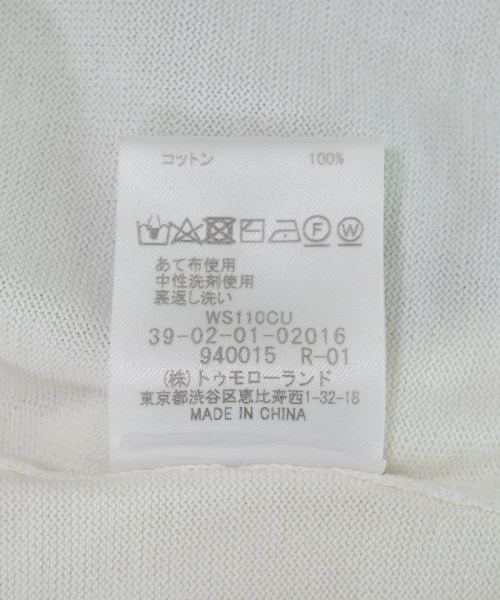 コットン 100%
F W
あて布使用
中性洗剤使用
裏返し洗い
WS110CU
39-02-01-02016
940015 R-01
(株)トゥモローランド
東京都渋谷区恵比寿西1-32-18
MADE IN CHINA